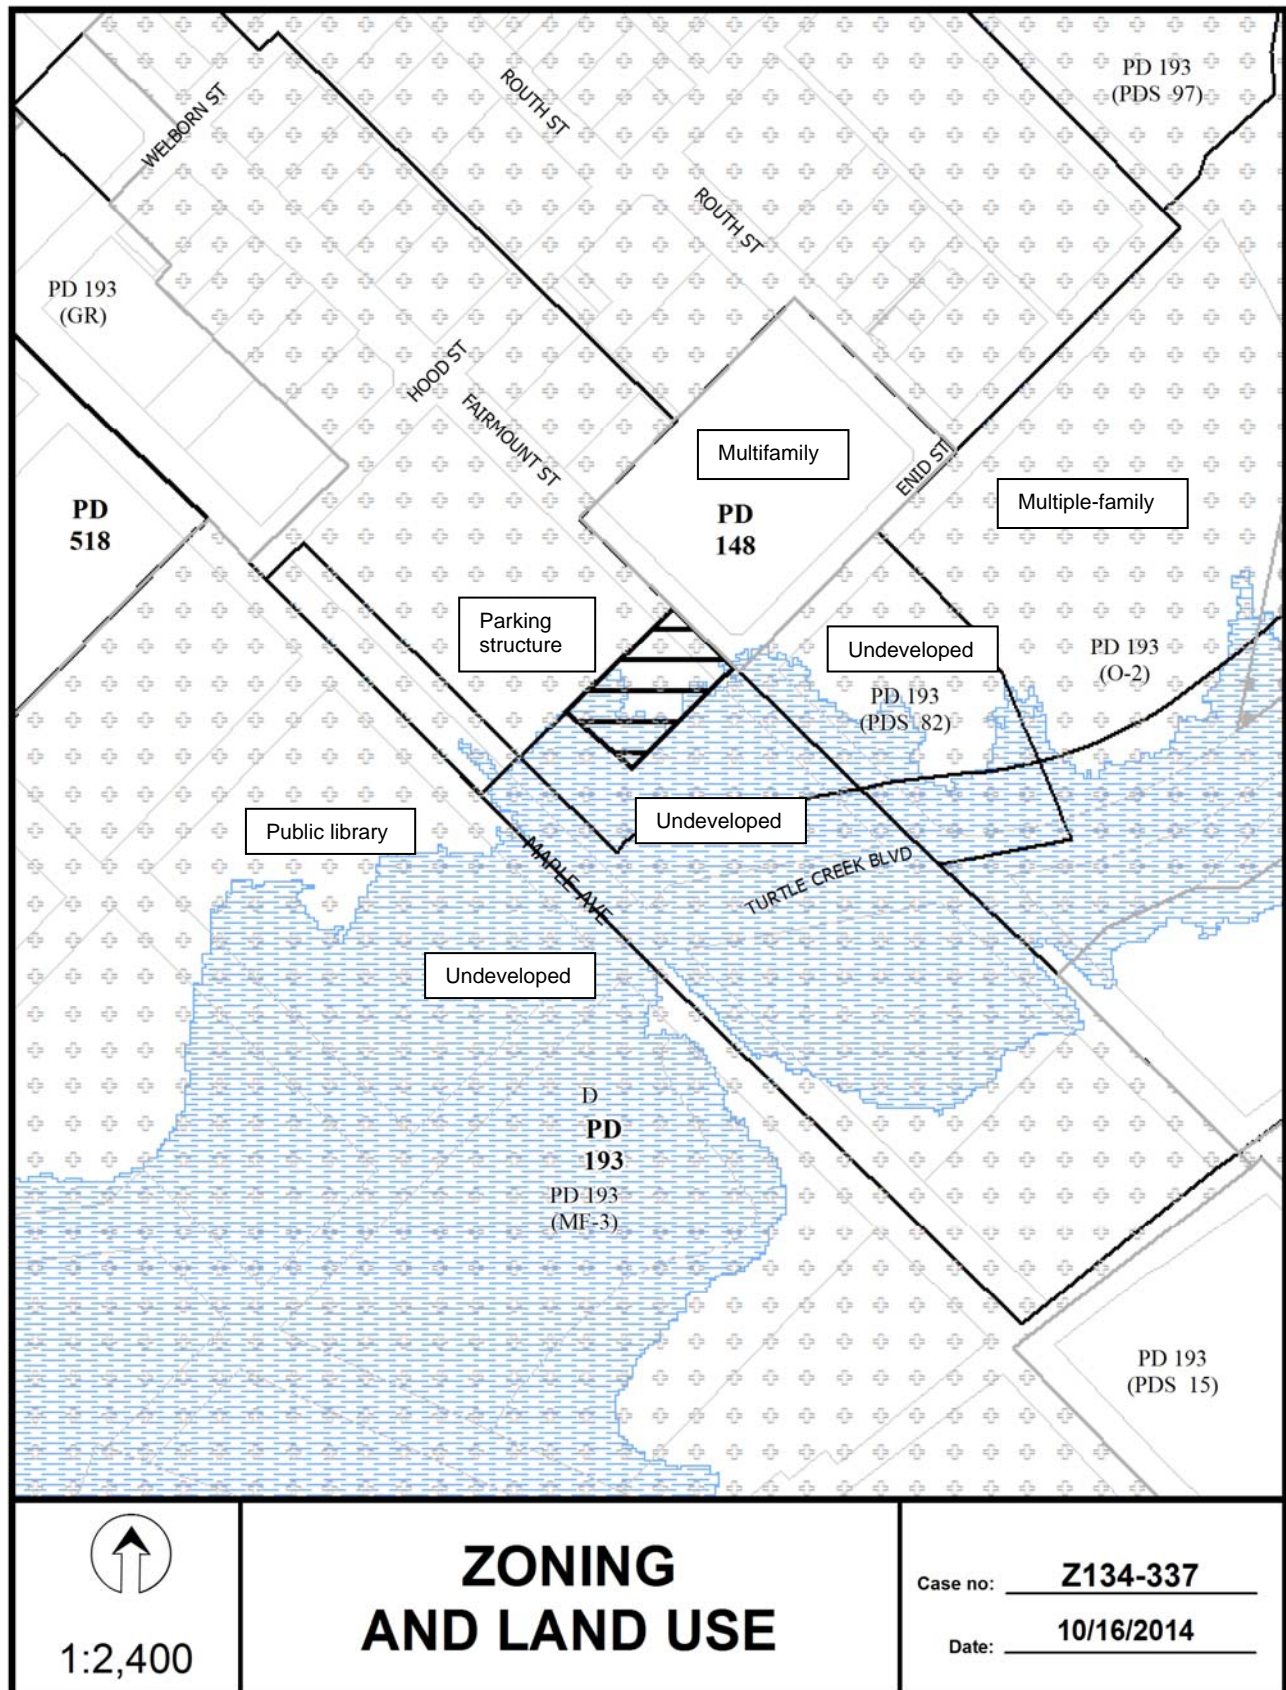 PD 193
(PDS 97)
ROUTH ST
WELBORN ST
ROUTH ST
PD 193
(GR)
HOOD ST
FAIRMOUNT ST
Multifamily
ENID ST
Multiple-family
PD
518
PD
148
Parking
structure
Undeveloped
PD 193
(O-2)
PD 193
(PDS 82)
Public library
Undeveloped
MAPLE AVE
TURTLE CREEK BLVD
Undeveloped
D
PD
193
PD 193
(MF-3)
PD 193
(PDS 15)
1:2,400
ZONING
AND LAND USE
Case no: Z134-337
Date: 10/16/2014